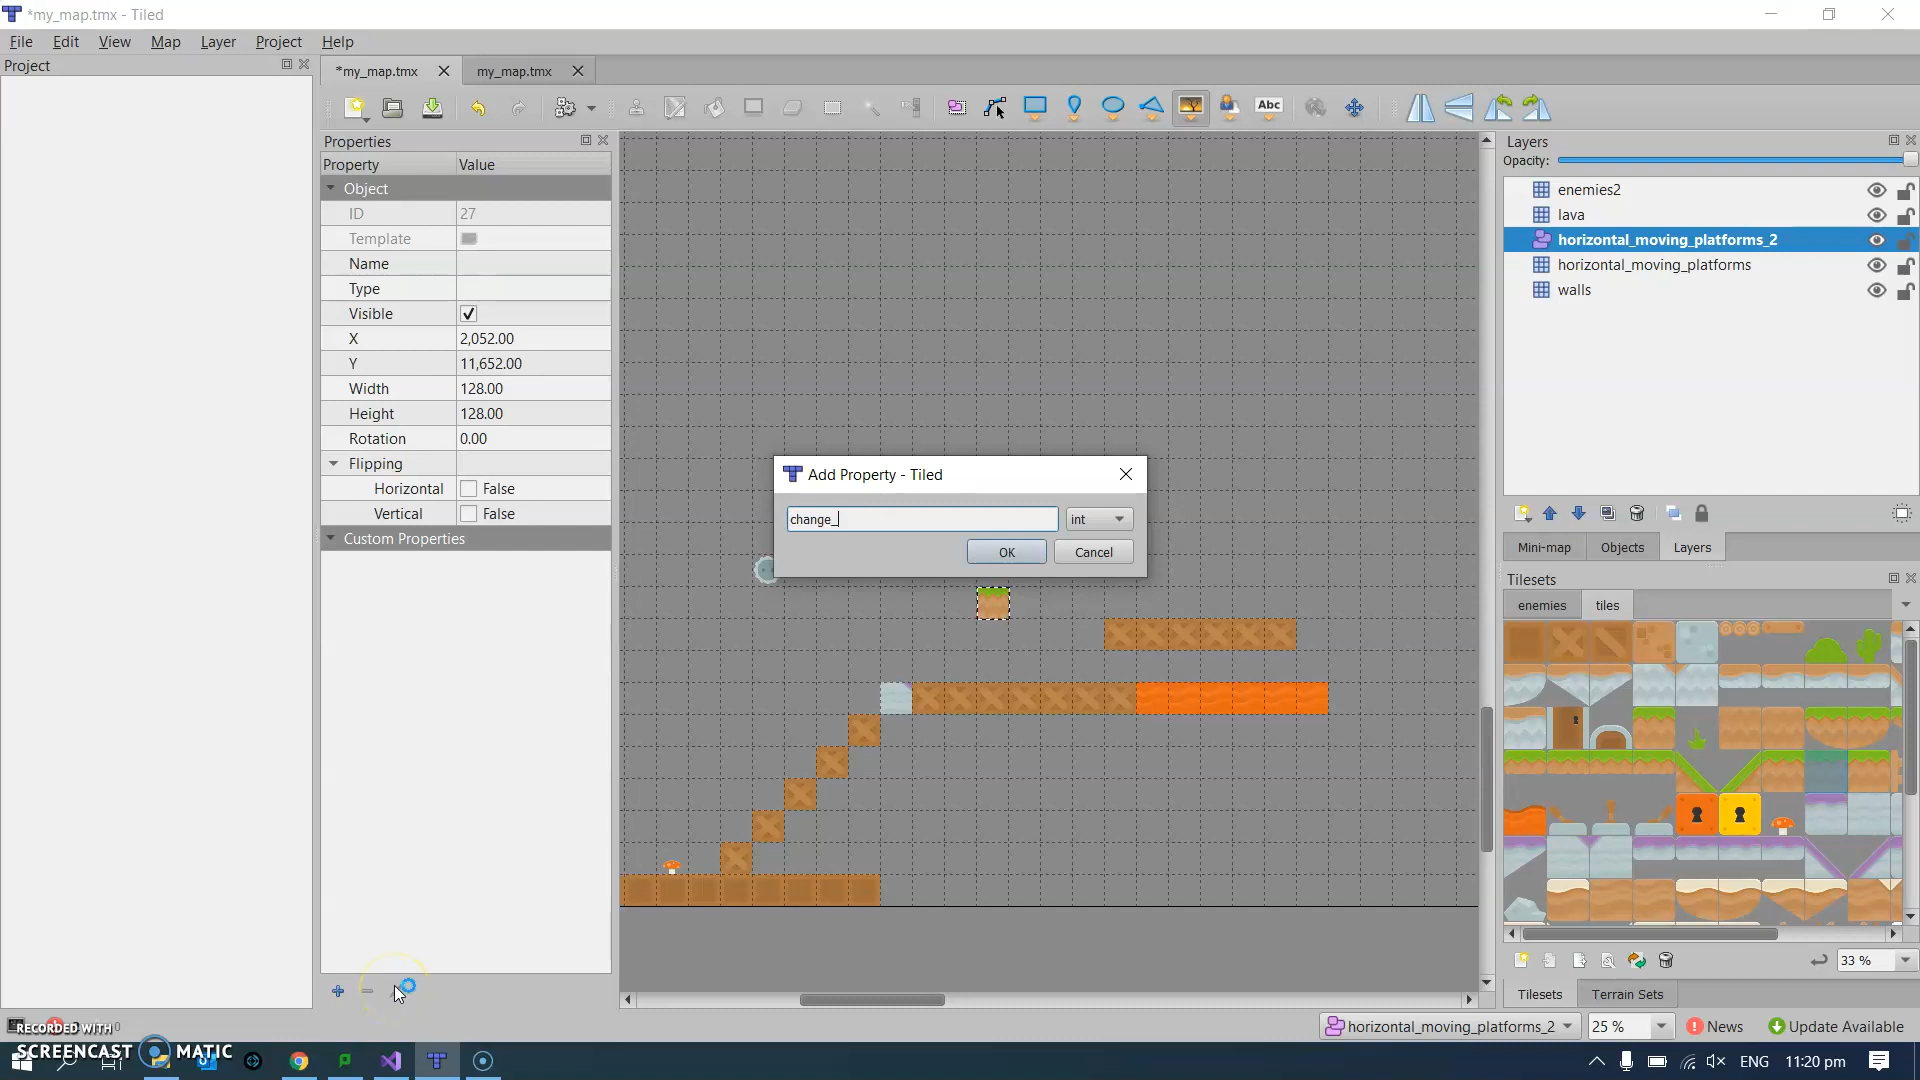 *my_map.tmx - Tiled
File Edit View Map Layer Project Help
Project
*my_map.tmx
my_map.tmx
Abc
Properties
Property Value
Object
ID 27
Template
Name
Type
Visible
X 2,052.00
Y 11,652.00
Width 128.00
Height 128.00
Rotation 0.00
Flipping
Horizontal False
Vertical False
Custom Properties
Add Property - Tiled
change_
int
OK Cancel
Layers
Opacity:
enemies2
lava
horizontal_moving_platforms_2
horizontal_moving_platforms
walls
Mini-map Objects Layers
Tilesets
enemies tiles
33 %
Tilesets Terrain Sets
horizontal_moving_platforms_2 25 % News Update Available
RECORDED WITH
SCREENCAST MATIC
ENG 11:20 pm